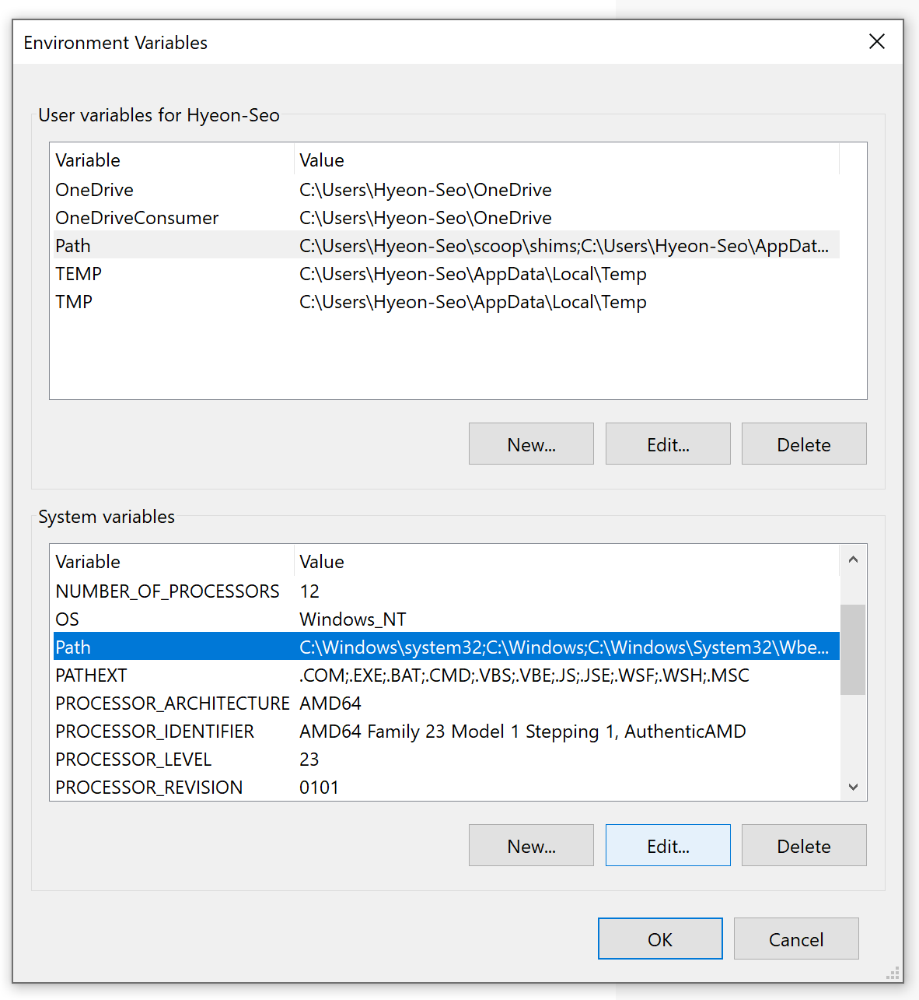 Environment Variables
User variables for Hyeon-Seo
Variable Value
OneDrive C:\Users\Hyeon-Seo\OneDrive
OneDriveConsumer C:\Users\Hyeon-Seo\OneDrive
Path C:\Users\Hyeon-Seo\scoop\shims;C:\Users\Hyeon-Seo\AppDat...
TEMP C:\Users\Hyeon-Seo\AppData\Local\Temp
TMP C:\Users\Hyeon-Seo\AppData\Local\Temp
New... Edit... Delete
System variables
Variable Value
NUMBER_OF_PROCESSORS 12
OS Windows_NT
Path C:\Windows\system32;C:\Windows;C:\Windows\System32\Wbe...
PATHEXT .COM;.EXE;.BAT;.CMD;.VBS;.VBE;.JS;.JSE;.WSF;.WSH;.MSC
PROCESSOR_ARCHITECTURE AMD64
PROCESSOR_IDENTIFIER AMD64 Family 23 Model 1 Stepping 1, AuthenticAMD
PROCESSOR_LEVEL 23
PROCESSOR_REVISION 0101
New... Edit... Delete
OK Cancel